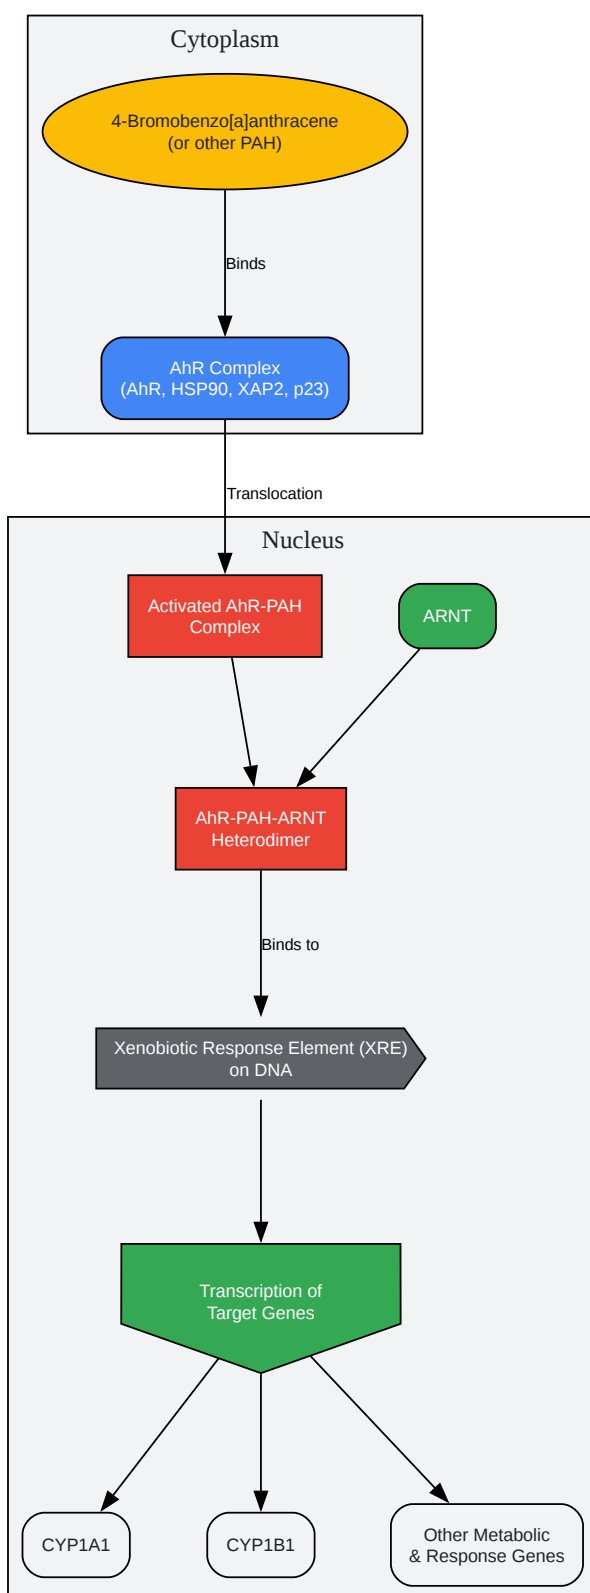 Cytoplasm
4-Bromobenzo[a]anthracene
(or other PAH)
Binds
AhR Complex
(AhR, HSP90, XAP2, p23)
Translocation
Nucleus
Activated AhR-PAH
Complex
ARNT
AhR-PAH-ARNT
Heterodimer
Binds to
Xenobiotic Response Element (XRE)
on DNA
Transcription of
Target Genes
CYP1A1
CYP1B1
Other Metabolic
& Response Genes